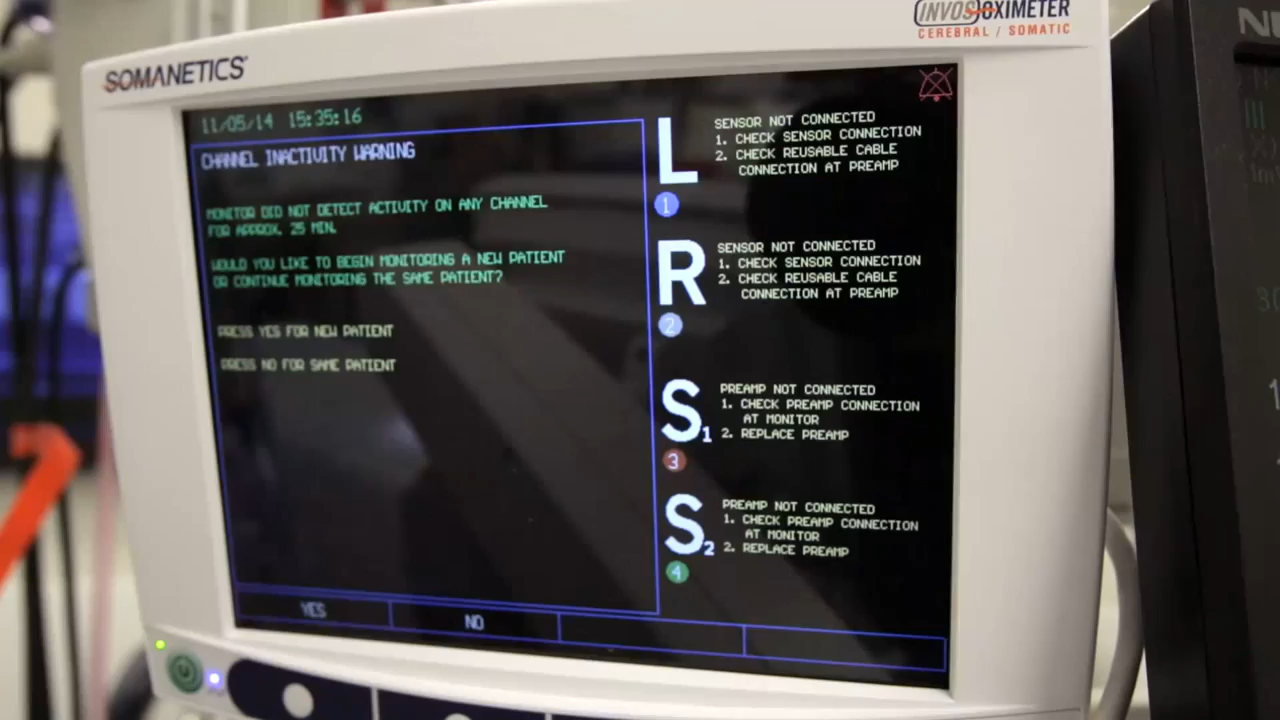 INVOS OXIMETER
CEREBRAL / SOMATIC
SOMANETICS
11/05/14 15:35:16
CHANNEL INACTIVITY WARNING
MONITOR DID NOT DETECT ACTIVITY ON ANY CHANNEL
FOR APPROX. 25 MIN.
WOULD YOU LIKE TO BEGIN MONITORING A NEW PATIENT
OR CONTINUE MONITORING THE SAME PATIENT?
PRESS YES FOR NEW PATIENT
PRESS NO FOR SAME PATIENT
YES
NO
L
1
SENSOR NOT CONNECTED
1. CHECK SENSOR CONNECTION
2. CHECK REUSABLE CABLE
CONNECTION AT PREAMP
R
2
SENSOR NOT CONNECTED
1. CHECK SENSOR CONNECTION
2. CHECK REUSABLE CABLE
CONNECTION AT PREAMP
S1
3
PREAMP NOT CONNECTED
1. CHECK PREAMP CONNECTION
AT MONITOR
2. REPLACE PREAMP
S2
4
PREAMP NOT CONNECTED
1. CHECK PREAMP CONNECTION
AT MONITOR
2. REPLACE PREAMP